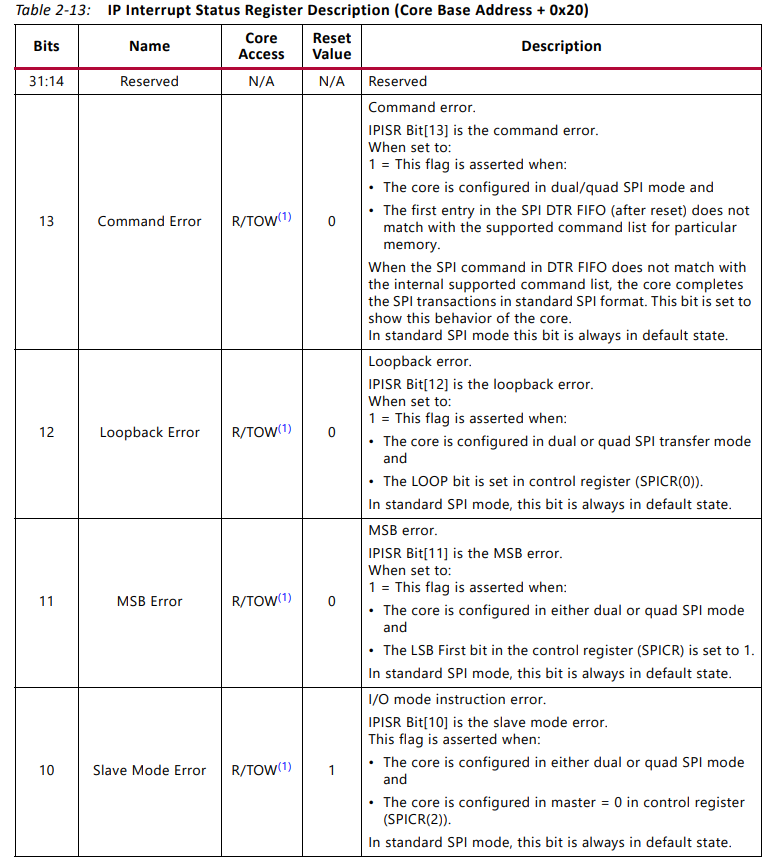 Table 2-13: IP Interrupt Status Register Description (Core Base Address + 0x20)
Bits Name Core Access Reset Value Description
31:14 Reserved N/A N/A Reserved
13 Command Error R/TOW(1) 0
Command error.
IPISR Bit[13] is the command error.
When set to:
1 = This flag is asserted when:
• The core is configured in dual/quad SPI mode and
• The first entry in the SPI DTR FIFO (after reset) does not
match with the supported command list for particular
memory.
When the SPI command in DTR FIFO does not match with
the internal supported command list, the core completes
the SPI transactions in standard SPI format. This bit is set to
show this behavior of the core.
In standard SPI mode this bit is always in default state.
12 Loopback Error R/TOW(1) 0
Loopback error.
IPISR Bit[12] is the loopback error.
When set to:
1 = This flag is asserted when:
• The core is configured in dual or quad SPI transfer mode
and
• The LOOP bit is set in control register (SPICR(0)).
In standard SPI mode, this bit is always in default state.
11 MSB Error R/TOW(1) 0
MSB error.
IPISR Bit[11] is the MSB error.
When set to:
1 = This flag is asserted when:
• The core is configured in either dual or quad SPI mode
and
• The LSB First bit in the control register (SPICR) is set to 1.
In standard SPI mode, this bit is always in default state.
10 Slave Mode Error R/TOW(1) 1
I/O mode instruction error.
IPISR Bit[10] is the slave mode error.
This flag is asserted when:
• The core is configured in either dual or quad SPI mode
and
• The core is configured in master = 0 in control register
(SPICR(2)).
In standard SPI mode, this bit is always in default state.